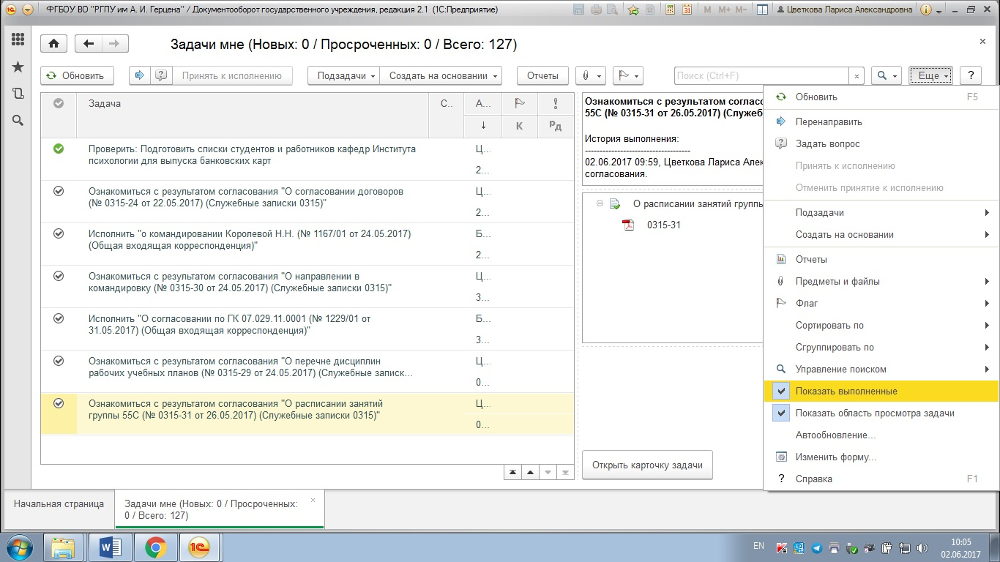 ФГБОУ ВО "РГПУ им А. И. Герцена" / Документооборот государственного учреждения, редакция 2.1 (1С:Предприятие)
M M+ M-
Цветкова Лариса Александровна
Задачи мне (Новых: 0 / Просроченных: 0 / Всего: 127)
Обновить
Принять к исполнению
Подзадачи
Создать на основании
Отчеты
Поиск (Ctrl+F)
Еще
?
Задача
С..
А...
К
Рд
Проверить: Подготовить списки студентов и работников кафедр Института
психологии для выпуска банковских карт
Ц...
2...
Ознакомиться с результатом согласования "О согласовании договоров
(№ 0315-24 от 22.05.2017) (Служебные записки 0315)"
Ц...
2...
Исполнить "о командировании Королевой Н.Н. (№ 1167/01 от 24.05.2017)
(Общая входящая корреспонденция)"
Б...
2...
Ознакомиться с результатом согласования "О направлении в
командировку (№ 0315-30 от 24.05.2017) (Служебные записки 0315)"
Ц...
3...
Исполнить "О согласовании по ГК 07.029.11.0001 (№ 1229/01 от
31.05.2017) (Общая входящая корреспонденция)"
Б...
3...
Ознакомиться с результатом согласования "О перечне дисциплин
рабочих учебных планов (№ 0315-29 от 24.05.2017) (Служебные записк...
Ц...
0...
Ознакомиться с результатом согласования "О расписании занятий
группы 55С (№ 0315-31 от 26.05.2017) (Служебные записки 0315)"
Ц...
0...
Ознакомиться с результатом согласо
55С (№ 0315-31 от 26.05.2017) (Служеб
История выполнения:
------------------------------------
02.06.2017 09:59, Цветкова Лариса Алек
согласования.
О расписании занятий группы
0315-31
Открыть карточку задачи
Обновить F5
Перенаправить
Задать вопрос
Принять к исполнению
Отменить принятие к исполнению
Подзадачи
Создать на основании
Отчеты
Предметы и файлы
Флаг
Сортировать по
Сгруппировать по
Управление поиском
Показать выполненные
Показать область просмотра задачи
Автообновление...
Изменить форму...
? Справка F1
Начальная страница
Задачи мне (Новых: 0 / Просроченных:
0 / Всего: 127)
EN
10:05
02.06.2017